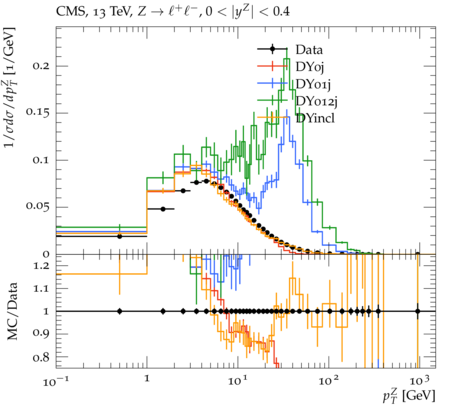 CMS, 13 TeV, Z → ℓ⁺ℓ⁻, 0 < |y^Z| < 0.4
1/σdσ/dp_T^Z [1/GeV]
0.2
0.15
0.1
0.05
0
Data
DY0j
DY01j
DY012j
DYincl
MC/Data
1.2
1.1
1
0.9
0.8
10⁻¹
1
10¹
10²
10³
p_T^Z [GeV]